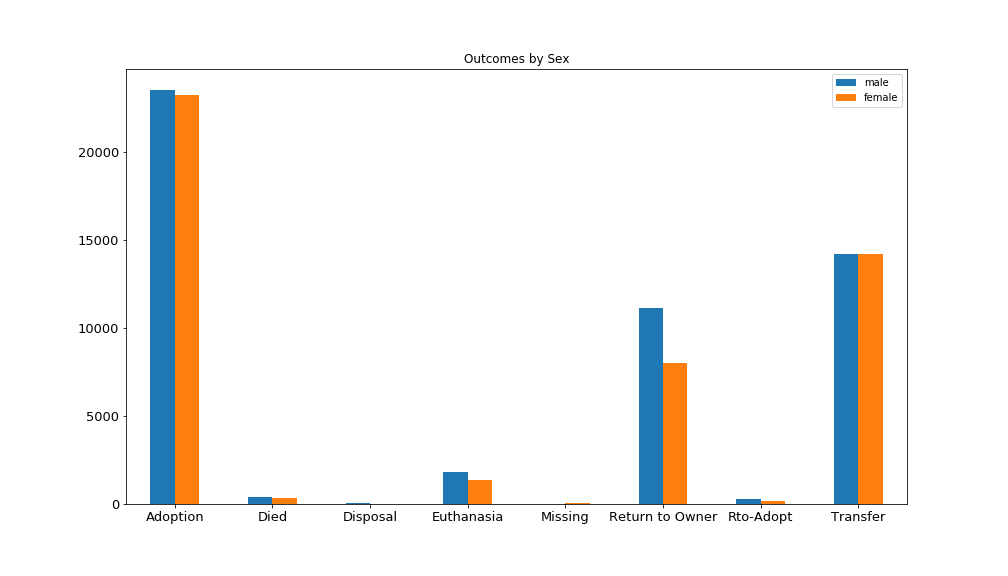 Outcomes by Sex
male
female
20000
15000
10000
5000
0
Adoption Died Disposal Euthanasia Missing Return to Owner Rto-Adopt Transfer